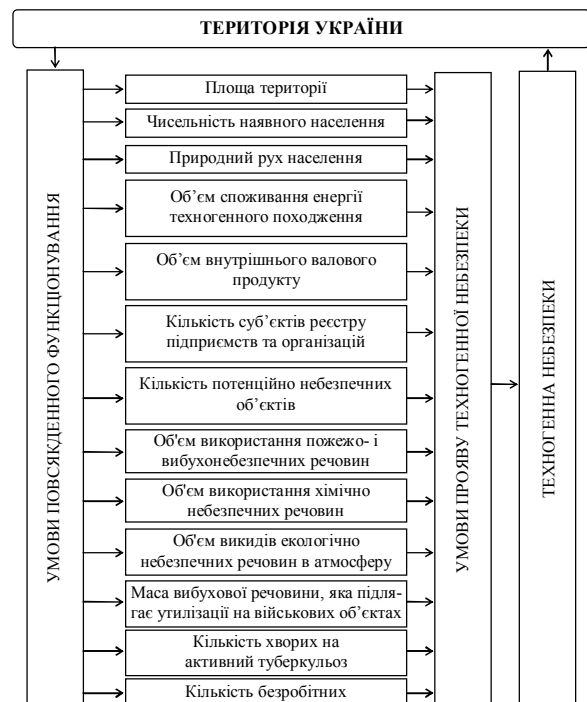 ТЕРИТОРІЯ УКРАЇНИ
УМОВИ ПОВСЯКДЕННОГО ФУНКЦІОНУВАННЯ
Площа території
Чисельність наявного населення
Природний рух населення
Об’єм споживання енергії
техногенного походження
Об’єм внутрішнього валового
продукту
Кількість суб’єктів реєстру
підприємств та організацій
Кількість потенційно небезпечних
об’єктів
Об'єм використання пожежо- і
вибухонебезпечних речовин
Об'єм використання хімічно
небезпечних речовин
Об'єм викидів екологічно
небезпечних речовин в атмосферу
Маса вибухової речовини, яка підля-
гає утилізації на військових об’єктах
Кількість хворих на
активний туберкульоз
Кількість безробітних
УМОВИ ПРОЯВУ ТЕХНОГЕННОЇ НЕБЕЗПЕКИ
ТЕХНОГЕННА НЕБЕЗПЕКИ